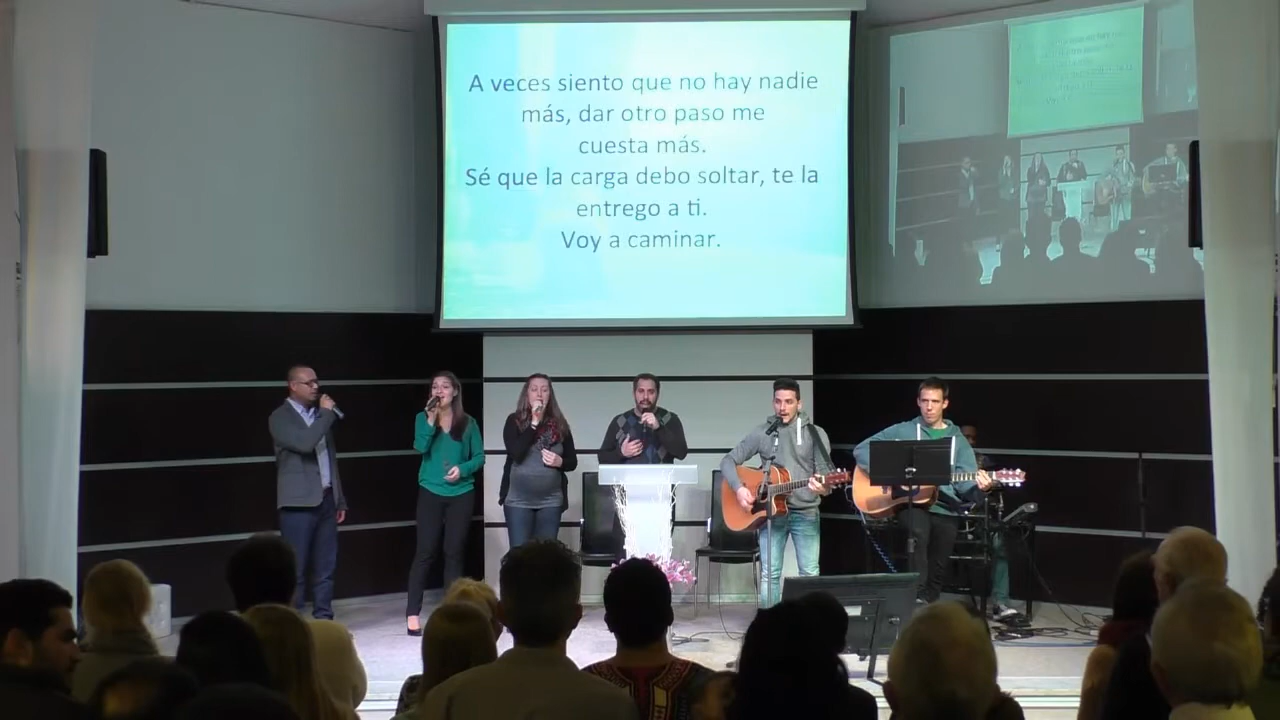 A veces siento que no hay nadie
más, dar otro paso me
cuesta más.
Sé que la carga debo soltar, te la
entrego a ti.
Voy a caminar.